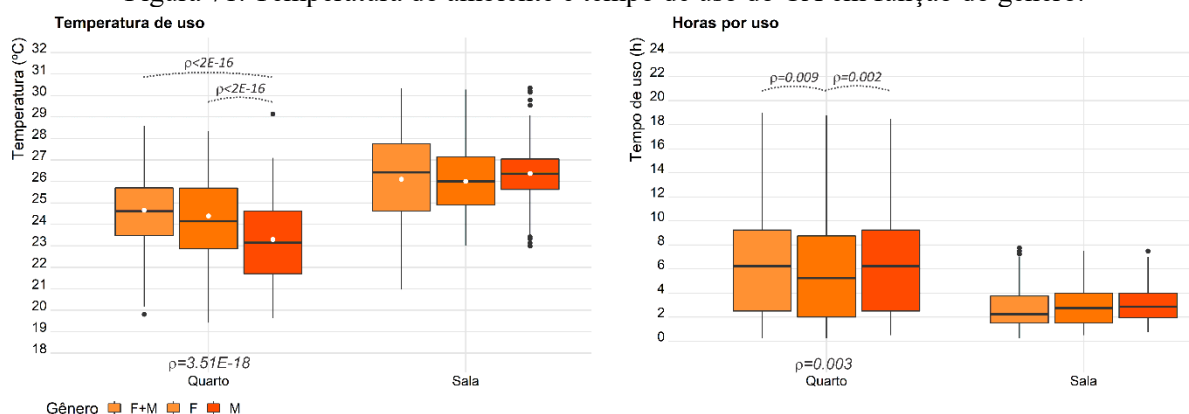 Temperatura de uso
Temperatura (ºC)
32
31
30
29
28
27
26
25
24
23
22
21
20
19
18
ρ<2E-16
ρ<2E-16
ρ=3.51E-18
Quarto
Sala
Gênero F+M F M
Horas por uso
Tempo de uso (h)
24
22
20
18
16
14
12
10
8
6
4
2
0
ρ=0.009
ρ=0.002
ρ=0.003
Quarto
Sala